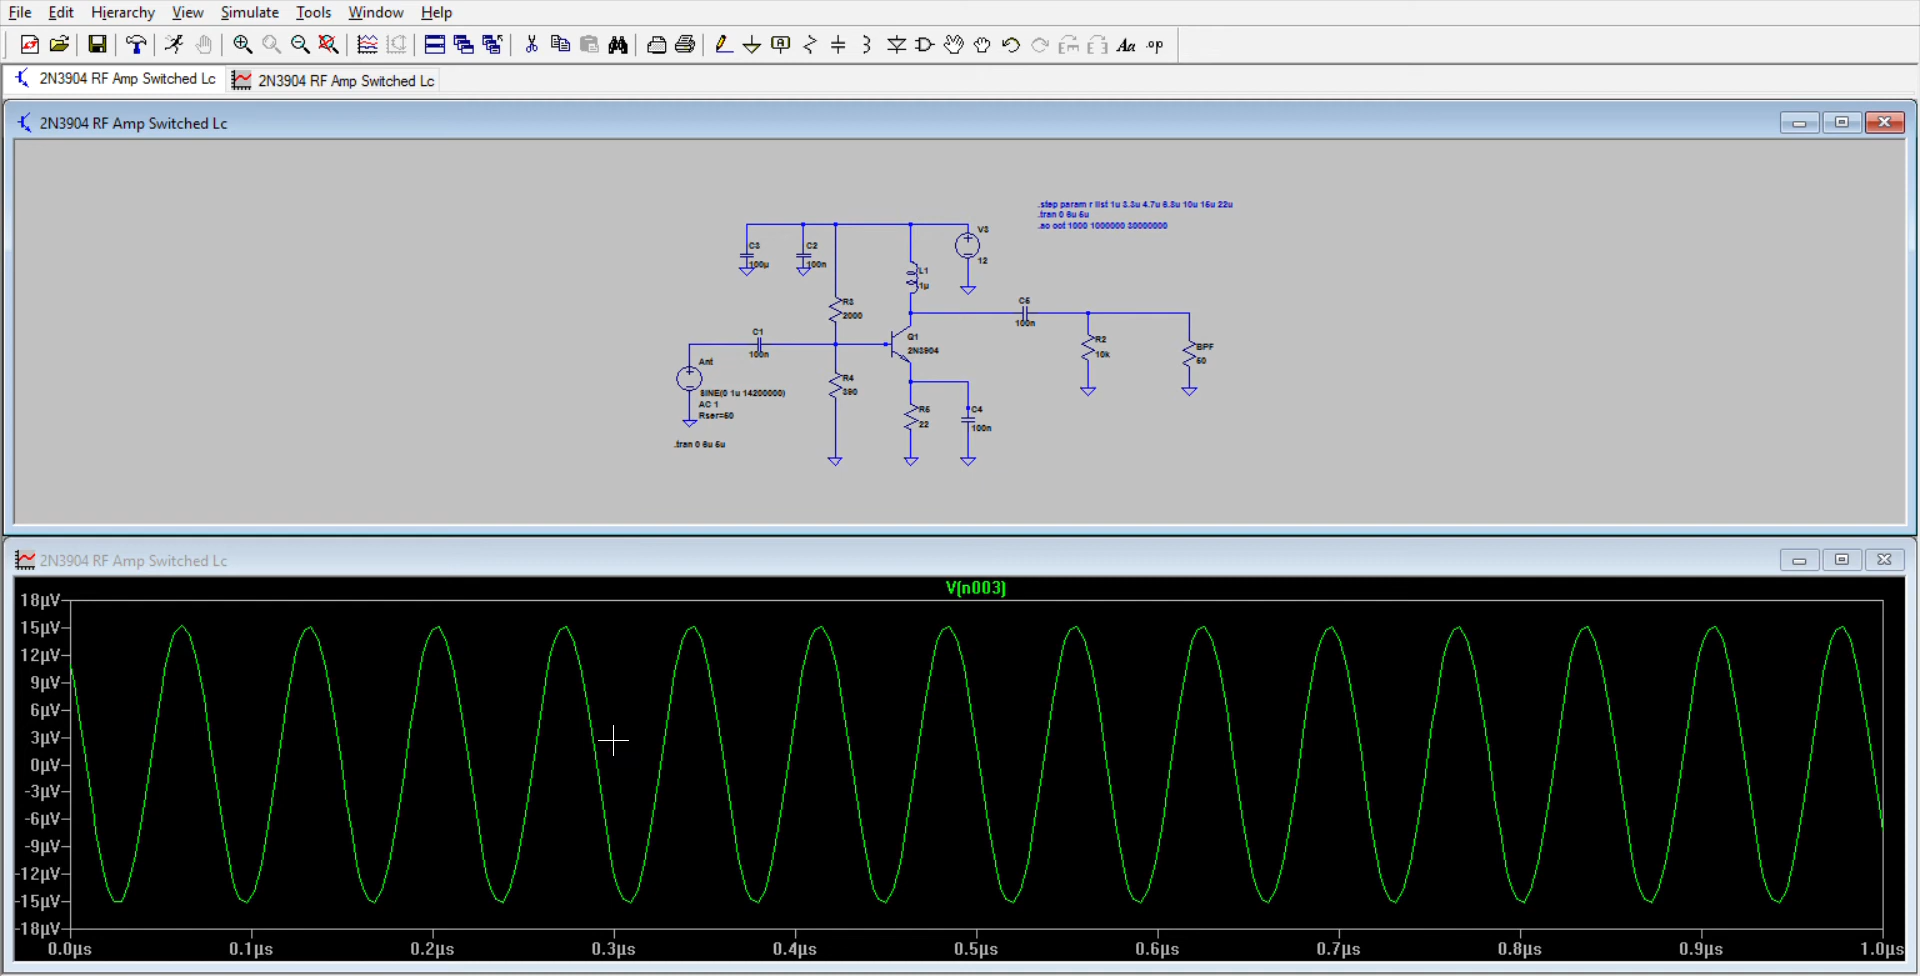 File Edit Hierarchy View Simulate Tools Window Help
Aa .op
2N3904 RF Amp Switched Lc 2N3904 RF Amp Switched Lc
2N3904 RF Amp Switched Lc
.step param r list 1u 3.3u 4.7u 6.8u 10u 15u 22u
.tran 0 6u 5u
.ac oct 1000 1000000 30000000
V3
12
C3
100µ
C2
100n
L1
1µ
R3
2000
C5
100n
C1
100n
Q1
2N3904
R2
10k
BPF
50
Ant
SINE(0 1u 14200000)
AC 1
Rser=50
R4
390
R5
22
C4
100n
.tran 0 6u 5u
2N3904 RF Amp Switched Lc
V(n003)
18µV
15µV
12µV
9µV
6µV
3µV
0µV
-3µV
-6µV
-9µV
-12µV
-15µV
-18µV
0.0µs 0.1µs 0.2µs 0.3µs 0.4µs 0.5µs 0.6µs 0.7µs 0.8µs 0.9µs 1.0µs